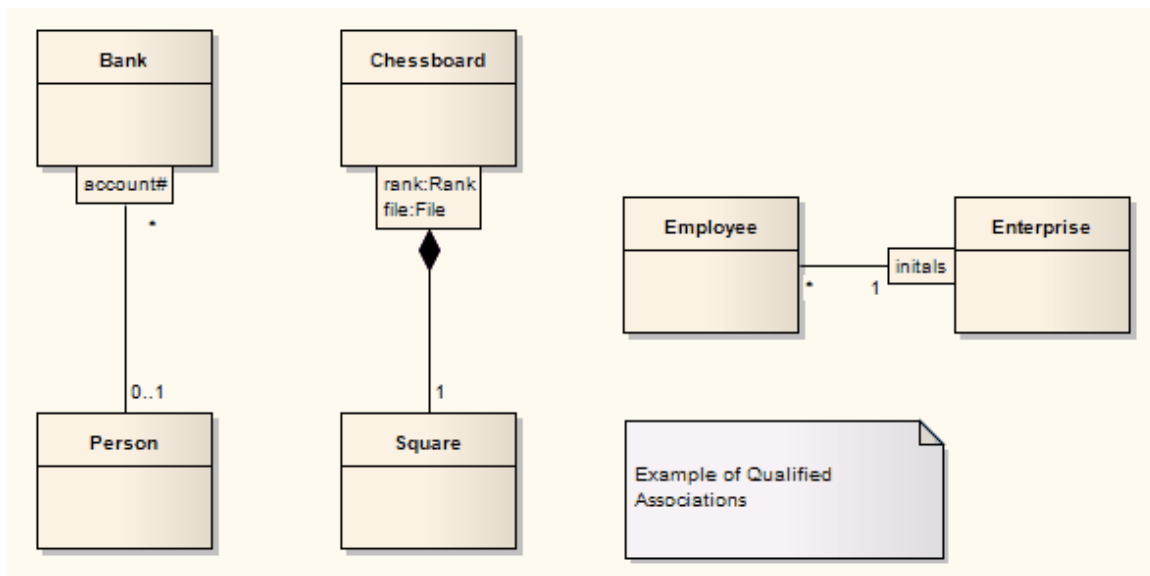 Bank
account#
*
0..1
Person
Chessboard
rank:Rank
file:File
1
Square
Employee
*
1
initals
Enterprise
Example of Qualified
Associations